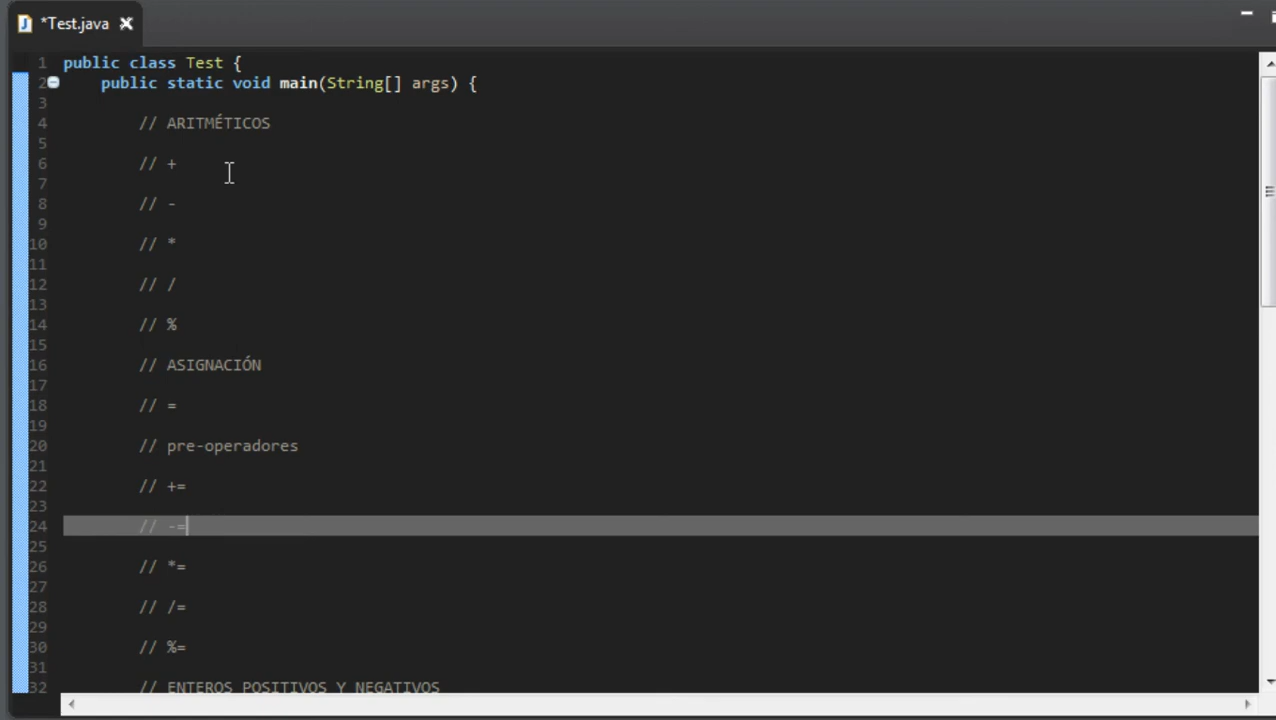 *Test.java
1 public class Test {
2 public static void main(String[] args) {
3
4 // ARITMÉTICOS
5
6 // +
7
8 // -
9
10 // *
11
12 // /
13
14 // %
15
16 // ASIGNACIÓN
17
18 // =
19
20 // pre-operadores
21
22 // +=
23
24 // -=
25
26 // *=
27
28 // /=
29
30 // %=
31
32 // ENTEROS POSITIVOS Y NEGATIVOS